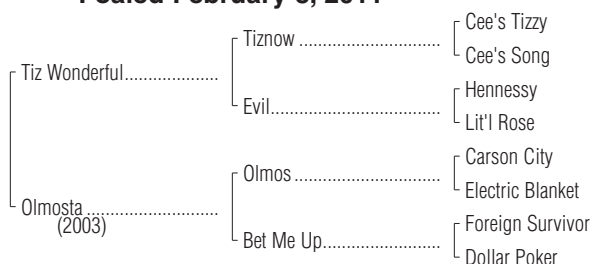 Foaled February 2011
Cee's Tizzy
Tiznow
Cee's Song
Tiz Wonderful
Hennessy
Evil
Lit'l Rose
Carson City
Olmos
Electric Blanket
Olmosta
(2003)
Foreign Survivor
Bet Me Up
Dollar Poker